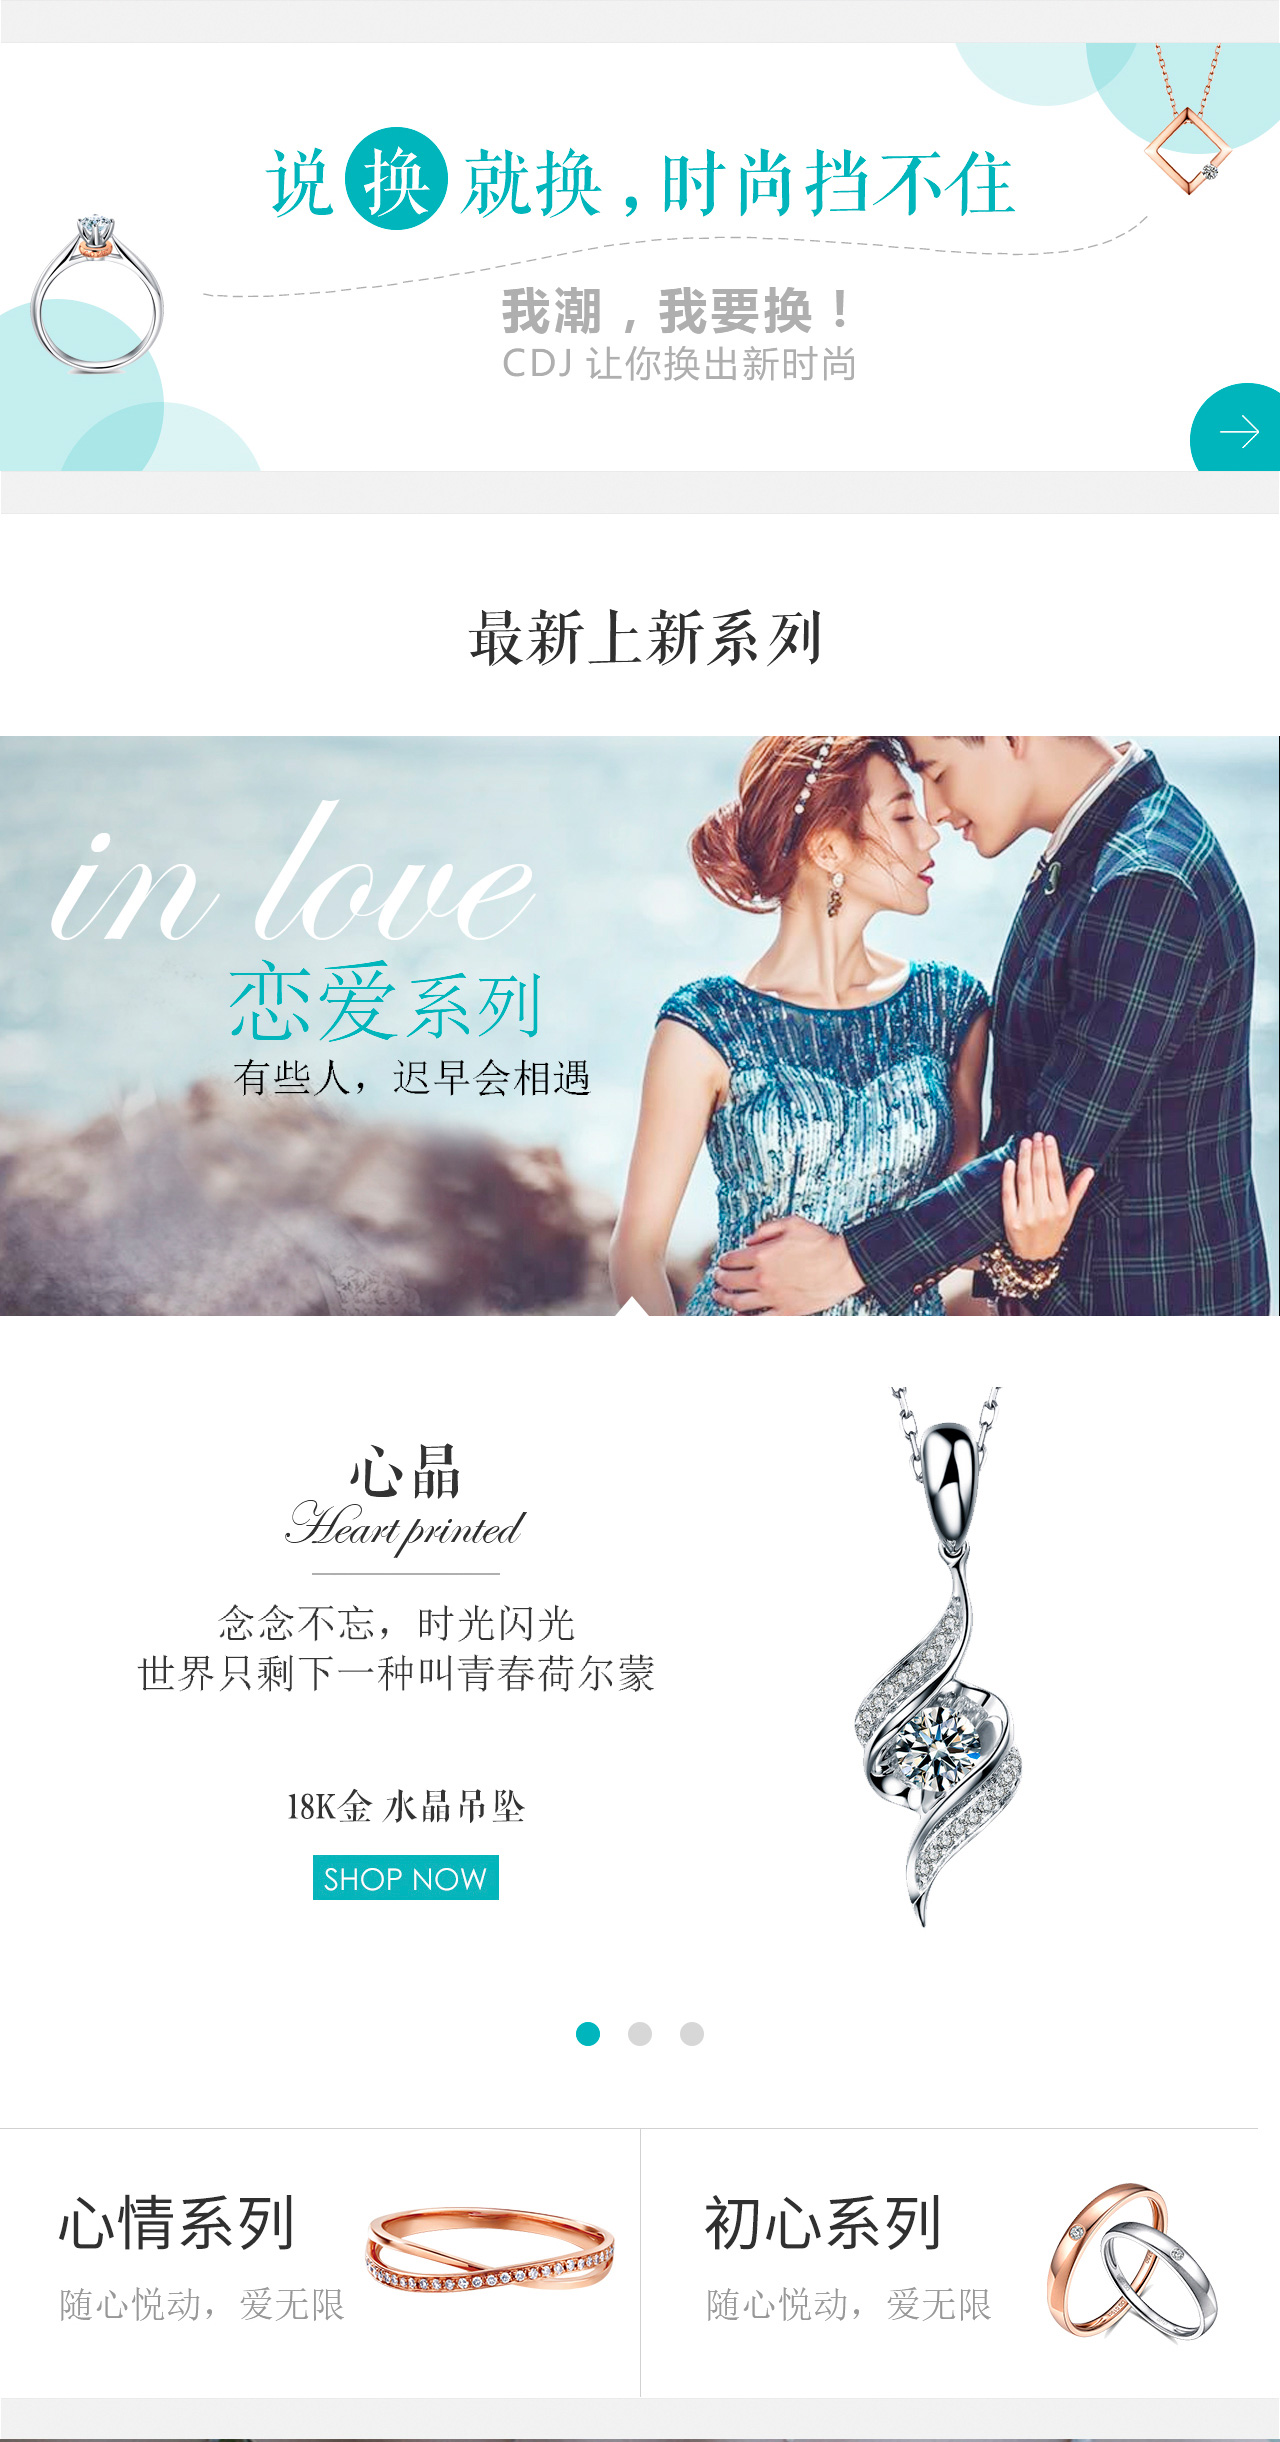 说换就换，时尚挡不住
我潮，我要换！
CDJ 让你换出新时尚
最新上新系列
in love
恋爱系列
有些人，迟早会相遇
心晶
Heart printed
念念不忘，时光闪光
世界只剩下一种叫青春荷尔蒙
18K金 水晶吊坠
SHOP NOW
心情系列
随心悦动，爱无限
初心系列
随心悦动，爱无限